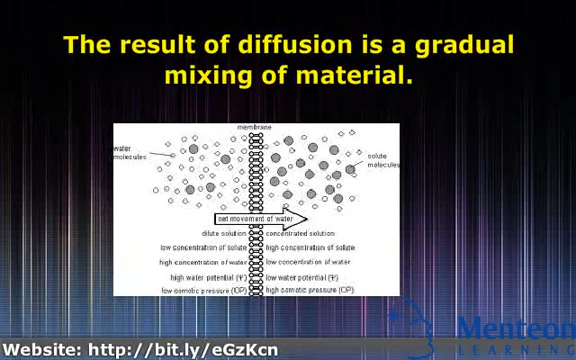 The result of diffusion is a gradual
mixing of material.
membrane
water
molecules
solute
molecules
net movement of water
dilute solution
concentrated solution
low concentration of solute
high concentration of solute
high concentration of water
low concentration of water
high water potential (Ψ)
low water potential (Ψ)
low osmotic pressure (OP)
high osmotic pressure (OP)
Menteon
LEARNING
Website: http://bit.ly/eGzKcn